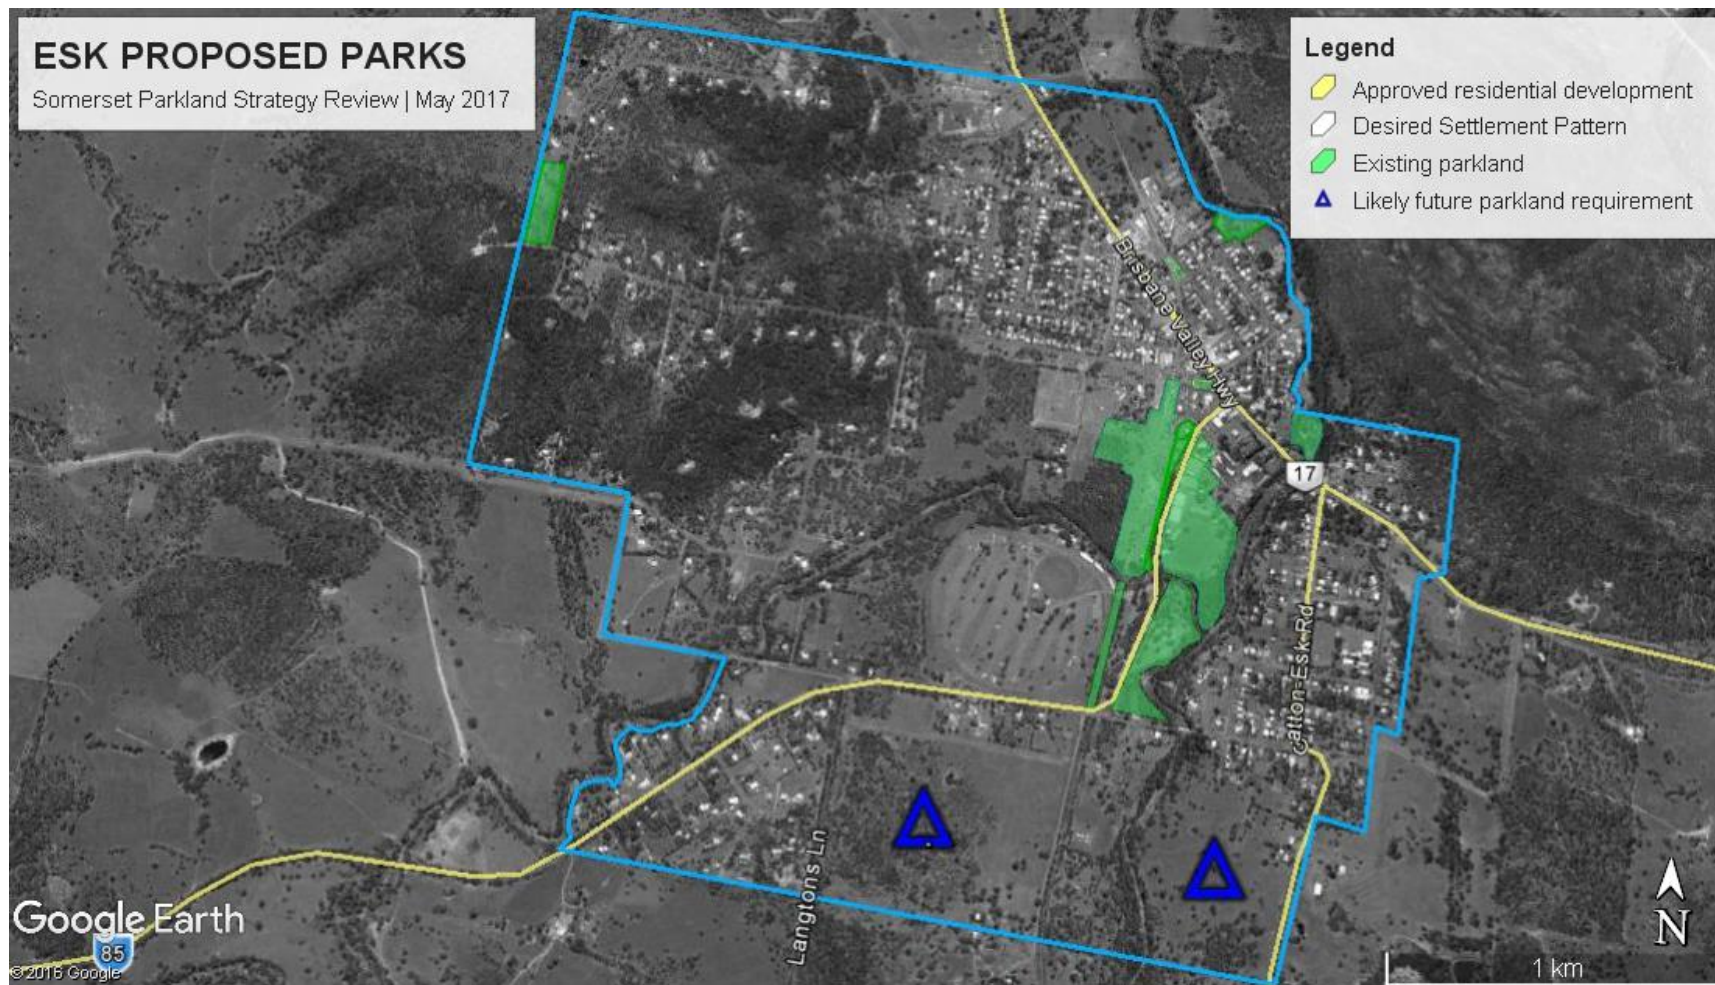 ESK PROPOSED PARKS
Somerset Parkland Strategy Review | May 2017
Legend
Approved residential development
Desired Settlement Pattern
Existing parkland
Likely future parkland requirement
Brisbane Valley Hwy
17
Gatton-Esk Rd
Langtons Ln
Google Earth
85
© 2016 Google
N
1 km